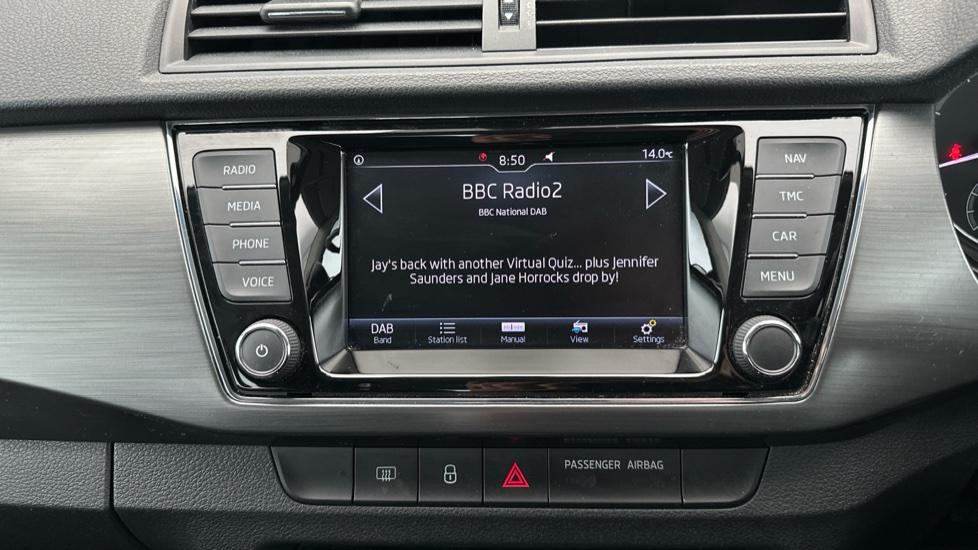 RADIO
MEDIA
PHONE
VOICE
8:50
14.0°C
BBC Radio2
BBC National DAB
Jay's back with another Virtual Quiz... plus Jennifer
Saunders and Jane Horrocks drop by!
DAB
Band
Station list
Manual
View
Settings
NAV
TMC
CAR
MENU
PASSENGER AIRBAG